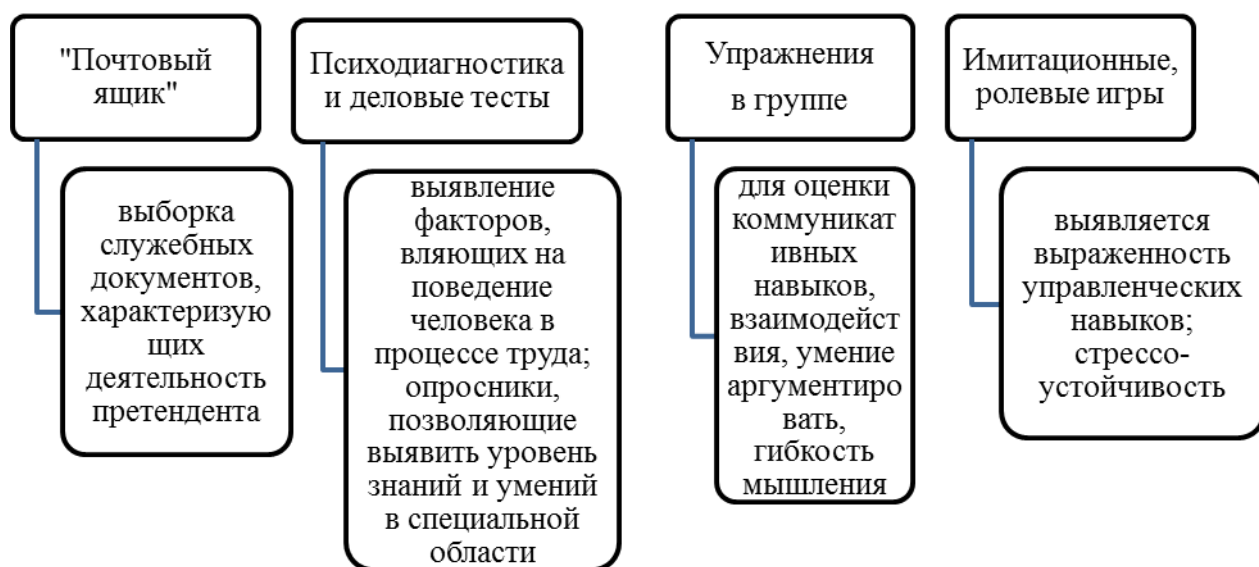 "Почтовый
ящик"
выборка
служебных
документов,
характеризую
щих
деятельность
претендента
Психодиагностика
и деловые тесты
выявление
факторов,
вляющих на
поведение
человека в
процессе труда;
опросники,
позволяющие
выявить уровень
знаний и умений
в специальной
области
Упражнения
в группе
для оценки
коммуникат
ивных
навыков,
взаимодейст
вия, умение
аргументиро
вать,
гибкость
мышления
Имитационные,
ролевые игры
выявляется
выраженность
управленческих
навыков;
стрессо-
устойчивость